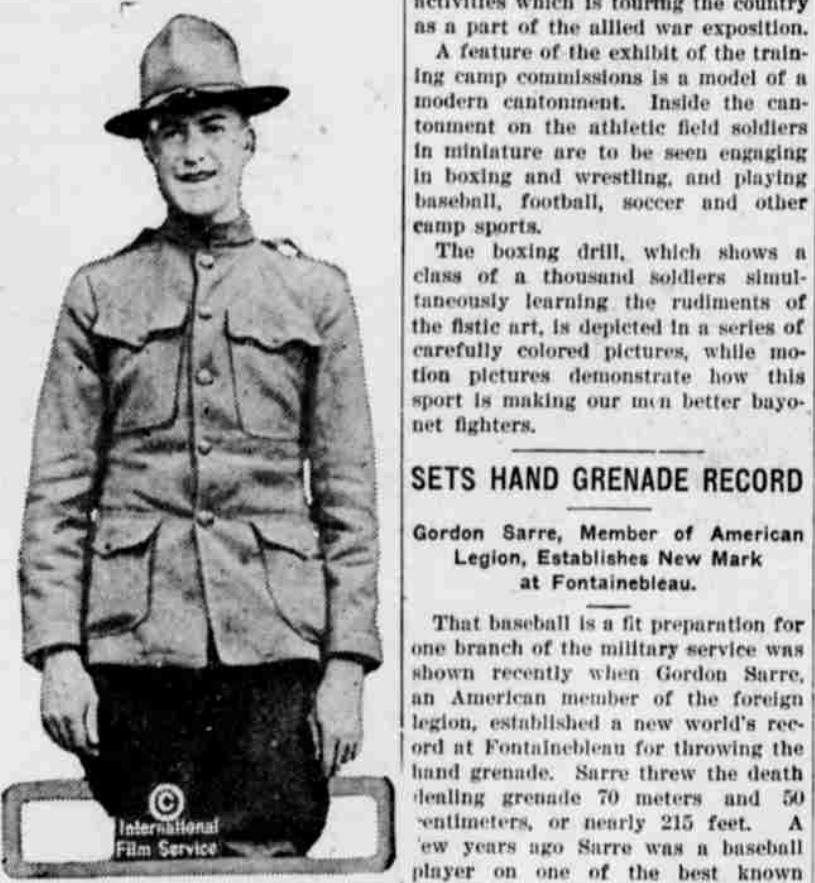 activities which is touring the country
as a part of the allied war exposition.
A feature of the exhibit of the train-
ing camp commissions is a model of a
modern cantonment. Inside the can-
tonment on the athletic field soldiers
in miniature are to be seen engaging
in boxing and wrestling, and playing
baseball, football, soccer and other
camp sports.
The boxing drill, which shows a
class of a thousand soldiers simul-
taneously learning the rudiments of
the fistic art, is depicted in a series of
carefully colored pictures, while mo-
tion pictures demonstrate how this
sport is making our men better bayo-
net fighters.
SETS HAND GRENADE RECORD
Gordon Sarre, Member of American
Legion, Establishes New Mark
at Fontainebleau.
That baseball is a fit preparation for
one branch of the military service was
shown recently when Gordon Sarre,
an American member of the foreign
legion, established a new world's rec-
ord at Fontainebleau for throwing the
hand grenade. Sarre threw the death
dealing grenade 70 meters and 50
centimeters, or nearly 215 feet. A
few years ago Sarre was a baseball
player on one of the best known
©
International
Film Service